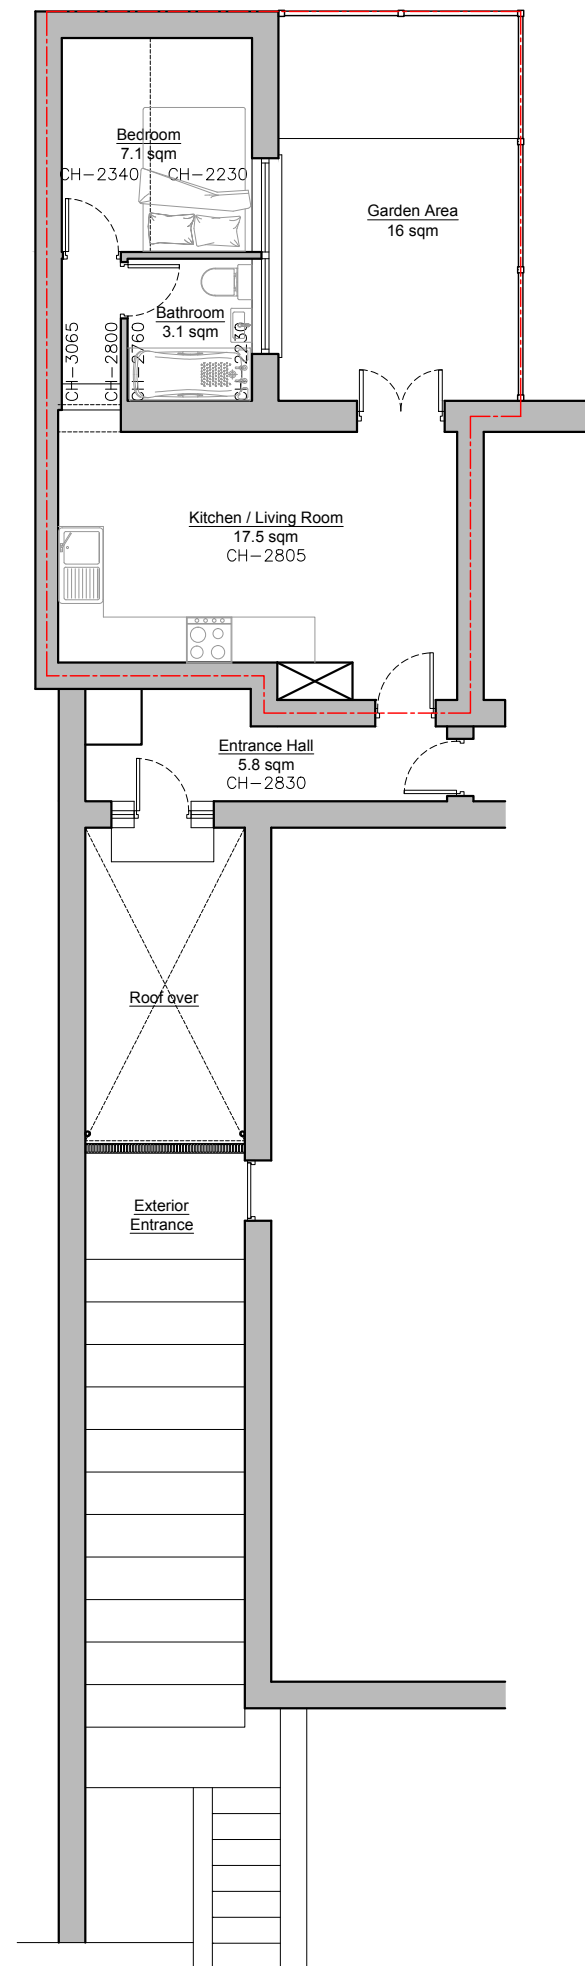 Bedroom
7.1 sqm
CH-2340
CH-2230
Garden Area
16 sqm
Bathroom
3.1 sqm
CH-3065
CH-2800
CH-2760
CH-2230
Kitchen / Living Room
17.5 sqm
CH-2805
Entrance Hall
5.8 sqm
CH-2830
Roof over
Exterior
Entrance